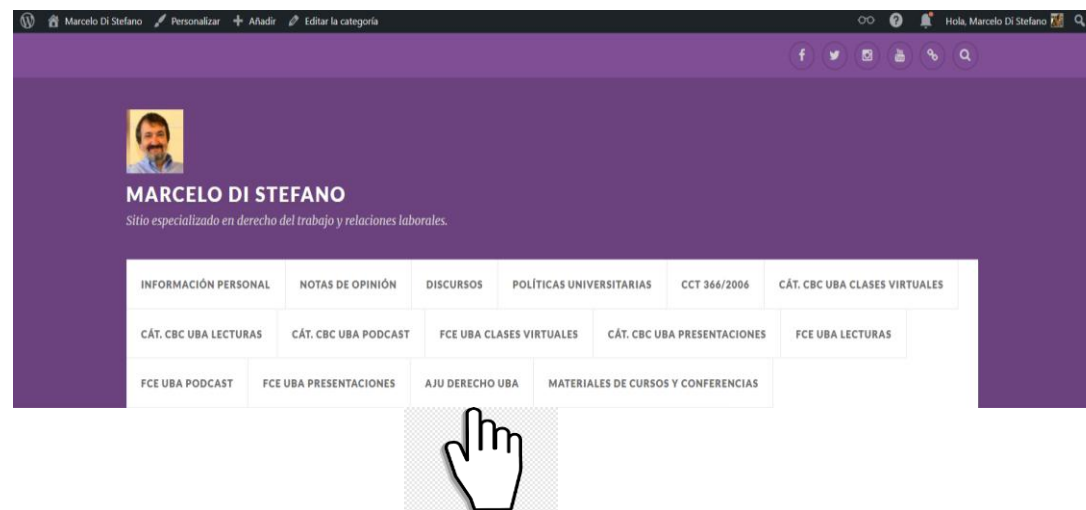 Marcelo Di Stefano Personalizar Añadir Editar la categoría Hola, Marcelo Di Stefano
MARCELO DI STEFANO
Sitio especializado en derecho del trabajo y relaciones laborales.
INFORMACIÓN PERSONAL NOTAS DE OPINIÓN DISCURSOS POLÍTICAS UNIVERSITARIAS CCT 366/2006 CÁT. CBC UBA CLASES VIRTUALES
CÁT. CBC UBA LECTURAS CÁT. CBC UBA PODCAST FCE UBA CLASES VIRTUALES CÁT. CBC UBA PRESENTACIONES FCE UBA LECTURAS
FCE UBA PODCAST FCE UBA PRESENTACIONES AJU DERECHO UBA MATERIALES DE CURSOS Y CONFERENCIAS